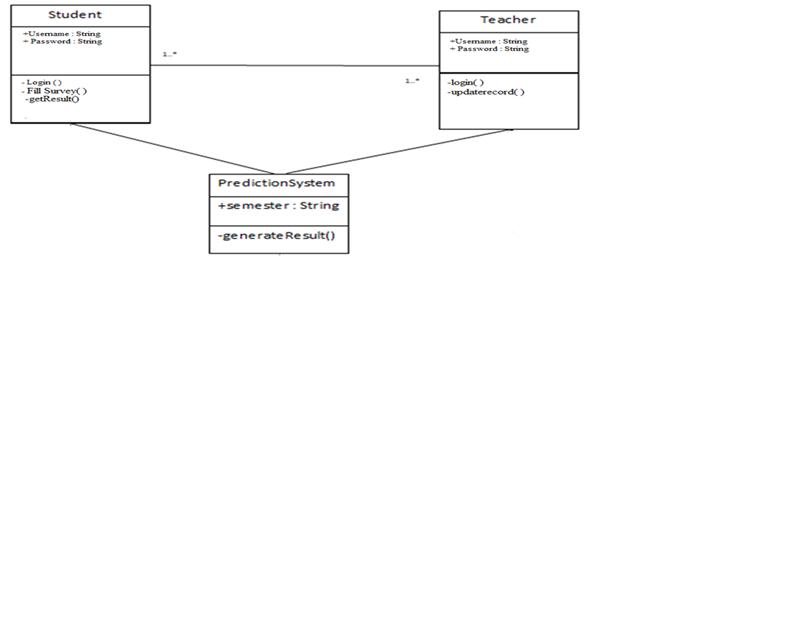 Student
+Username : String
+ Password : String
- Login ( )
- Fill Survey( )
-getResult()
1..*
1..*
Teacher
+Username : String
+ Password : String
-login( )
-updaterecord( )
PredictionSystem
+semester : String
-generateResult()